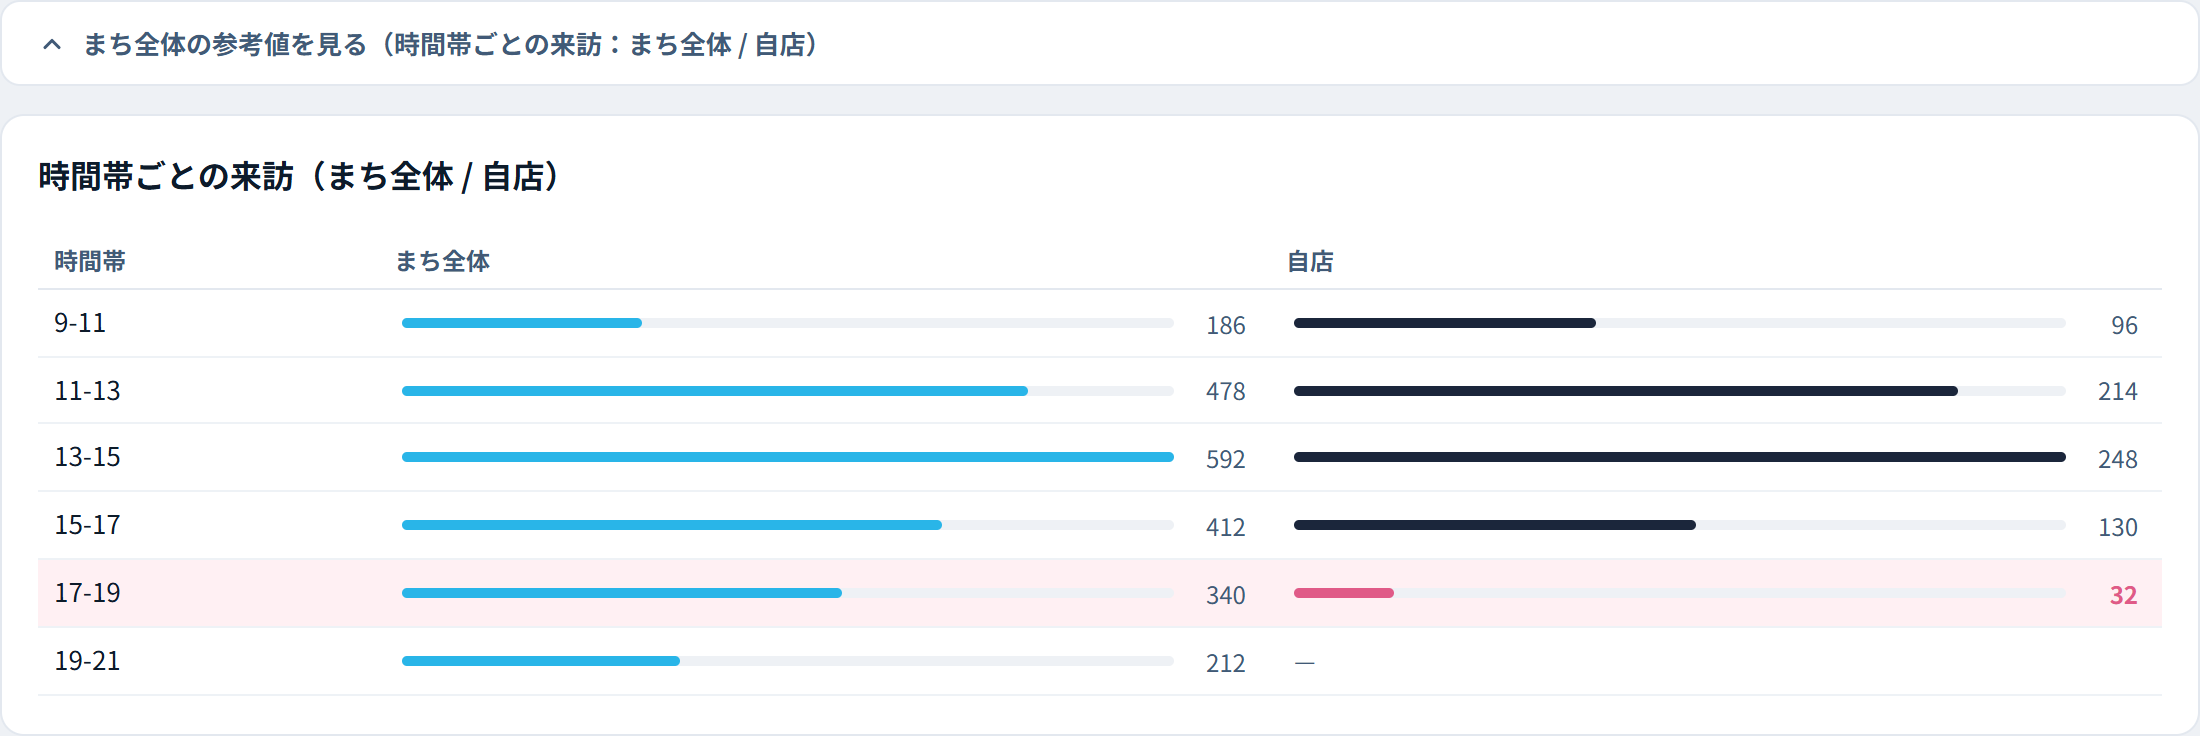 まち全体の参考値を見る（時間帯ごとの来訪：まち全体 / 自店）
時間帯ごとの来訪（まち全体 / 自店）
時間帯 まち全体 自店
9-11 186 96
11-13 478 214
13-15 592 248
15-17 412 130
17-19 340 32
19-21 212 —